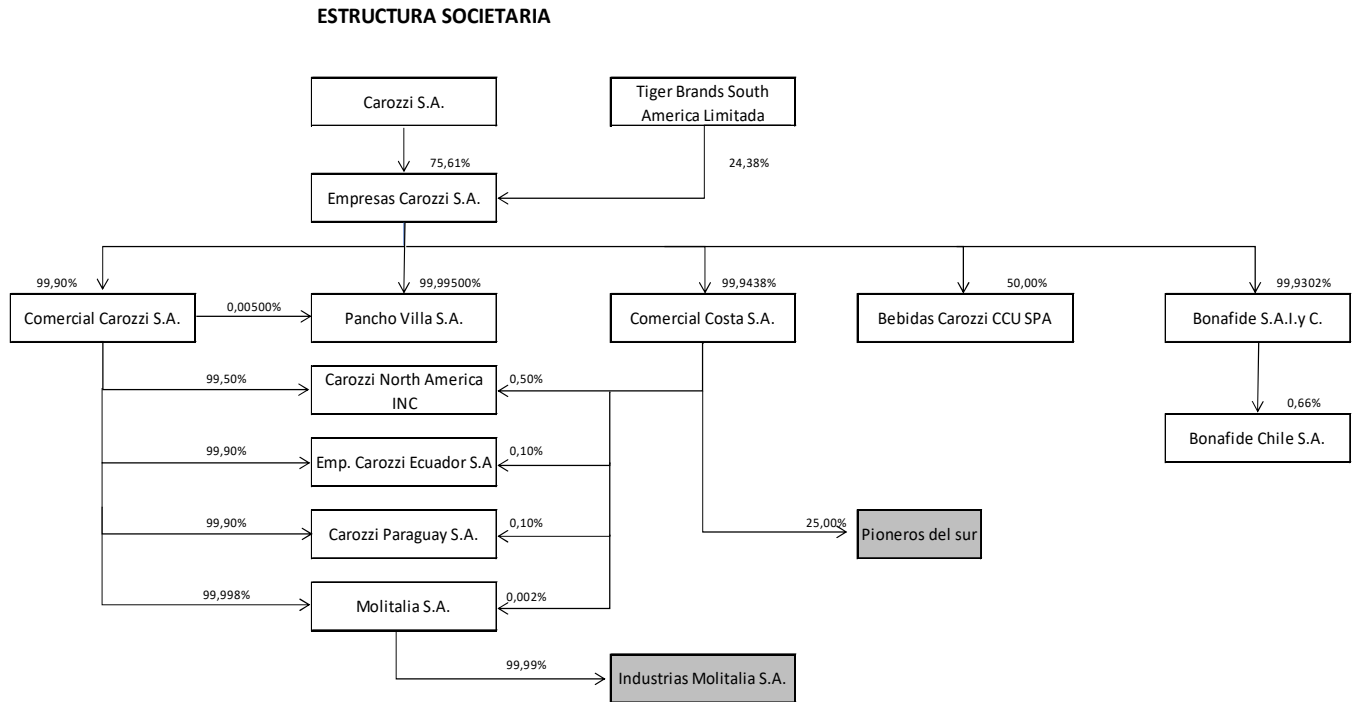 ESTRUCTURA SOCIETARIA
Carozzi S.A.
Tiger Brands South
America Limitada
75,61%
24,38%
Empresas Carozzi S.A.
99,90%
99,99500%
99,9438%
50,00%
99,9302%
Comercial Carozzi S.A.
0,00500%
Pancho Villa S.A.
Comercial Costa S.A.
Bebidas Carozzi CCU SPA
Bonafide S.A.I.y C.
99,50%
Carozzi North America
INC
0,50%
0,66%
Bonafide Chile S.A.
99,90%
Emp. Carozzi Ecuador S.A
0,10%
99,90%
Carozzi Paraguay S.A.
0,10%
25,00%
Pioneros del sur
99,998%
Molitalia S.A.
0,002%
99,99%
Industrias Molitalia S.A.